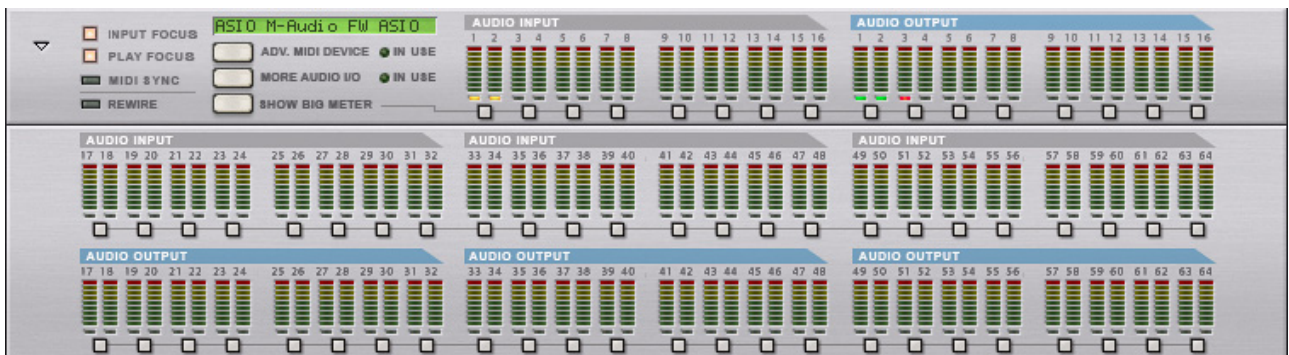 ASIO M-Audio FW ASIO
INPUT FOCUS
PLAY FOCUS
MIDI SYNC
REWIRE
ADV. MIDI DEVICE IN USE
MORE AUDIO I/O IN USE
SHOW BIG METER
AUDIO INPUT
1 2 3 4 5 6 7 8 9 10 11 12 13 14 15 16
AUDIO OUTPUT
1 2 3 4 5 6 7 8 9 10 11 12 13 14 15 16
AUDIO INPUT
17 18 19 20 21 22 23 24 25 26 27 28 29 30 31 32
AUDIO INPUT
33 34 35 36 37 38 39 40 41 42 43 44 45 46 47 48
AUDIO INPUT
49 50 51 52 53 54 55 56 57 58 59 60 61 62 63 64
AUDIO OUTPUT
17 18 19 20 21 22 23 24 25 26 27 28 29 30 31 32
AUDIO OUTPUT
33 34 35 36 37 38 39 40 41 42 43 44 45 46 47 48
AUDIO OUTPUT
49 50 51 52 53 54 55 56 57 58 59 60 61 62 63 64